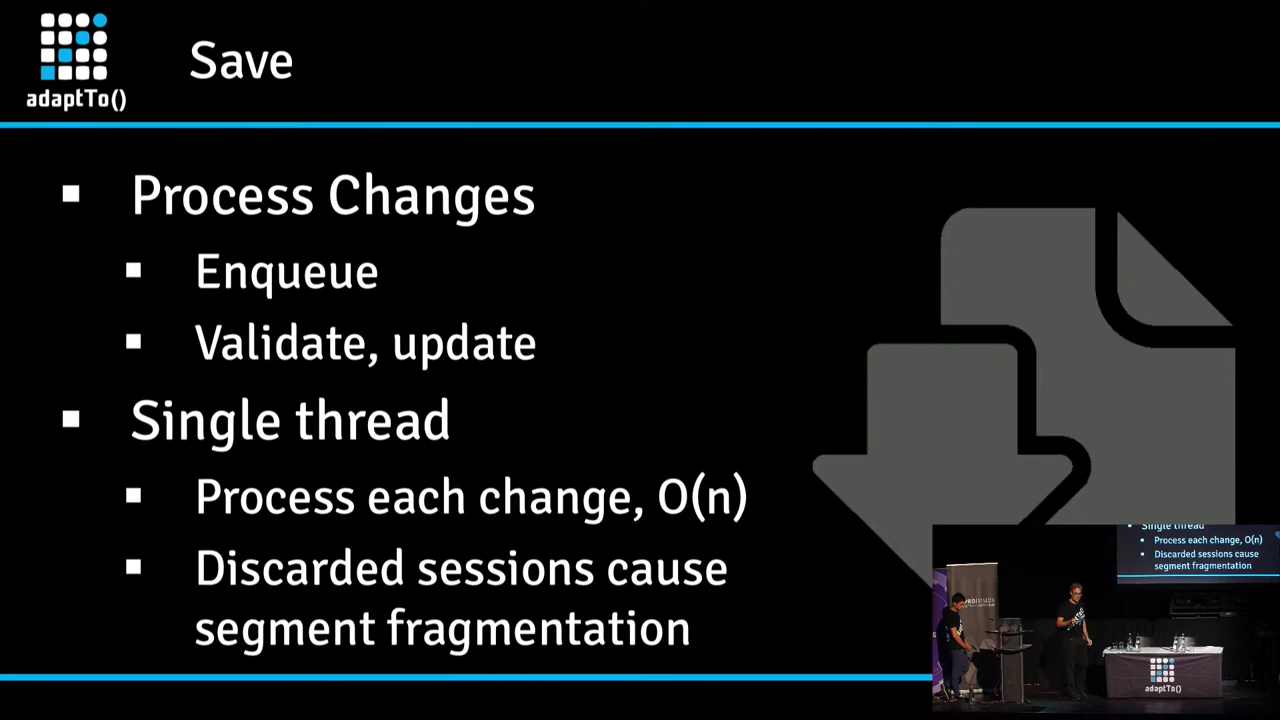 adaptTo()
Save
Process Changes
Enqueue
Validate, update
Single thread
Process each change, O(n)
Discarded sessions cause
segment fragmentation
Single thread
Process each change, O(n)
Discarded sessions cause
segment fragmentation
adaptTo()